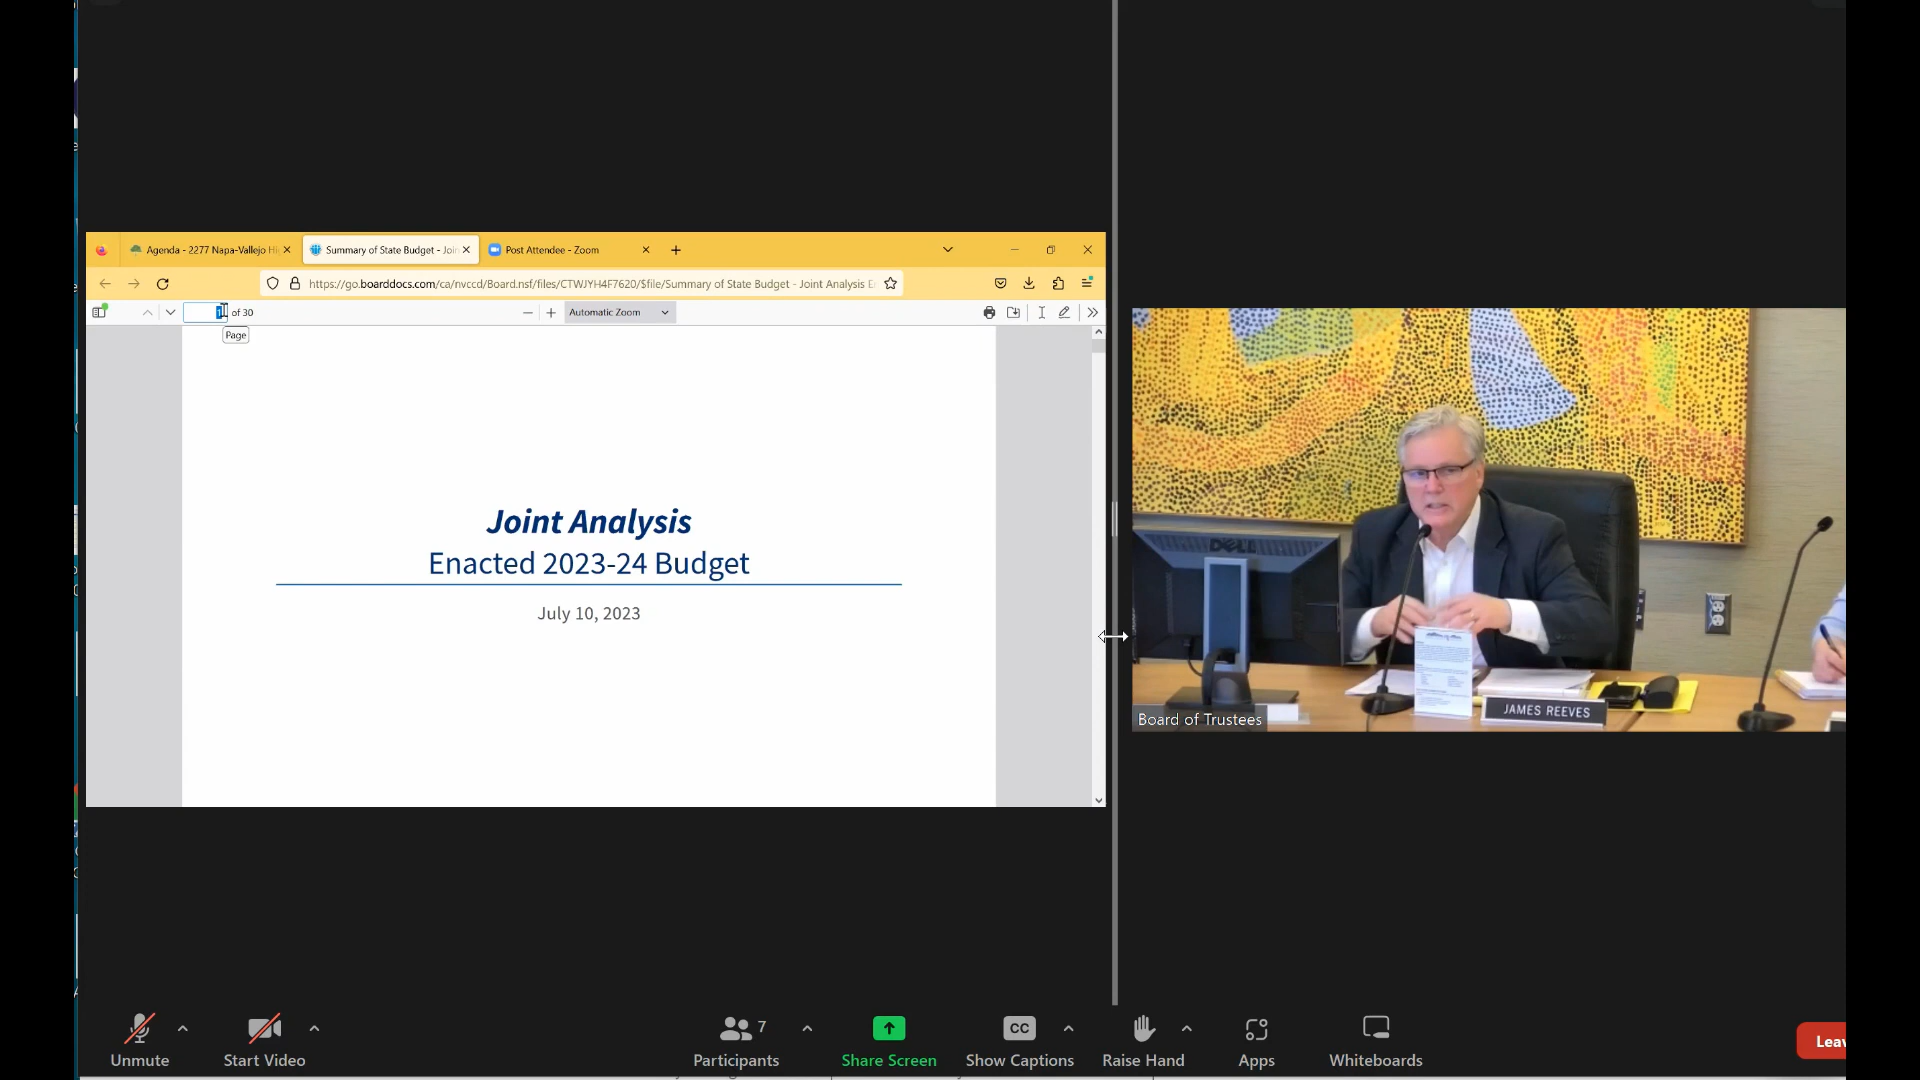 Agenda - 2277 Napa-Vallejo Hi
Summary of State Budget - Join
Post Attendee - Zoom
https://go.boarddocs.com/ca/nvccd/Board.nsf/files/CTWJYH4F7620/$file/Summary of State Budget - Joint Analysis E
1 of 30
Automatic Zoom
Page
Joint Analysis
Enacted 2023-24 Budget
July 10, 2023
DELL
JAMES REEVES
Board of Trustees
Unmute
Start Video
7
Participants
Share Screen
CC
Show Captions
Raise Hand
Apps
Whiteboards
Leav